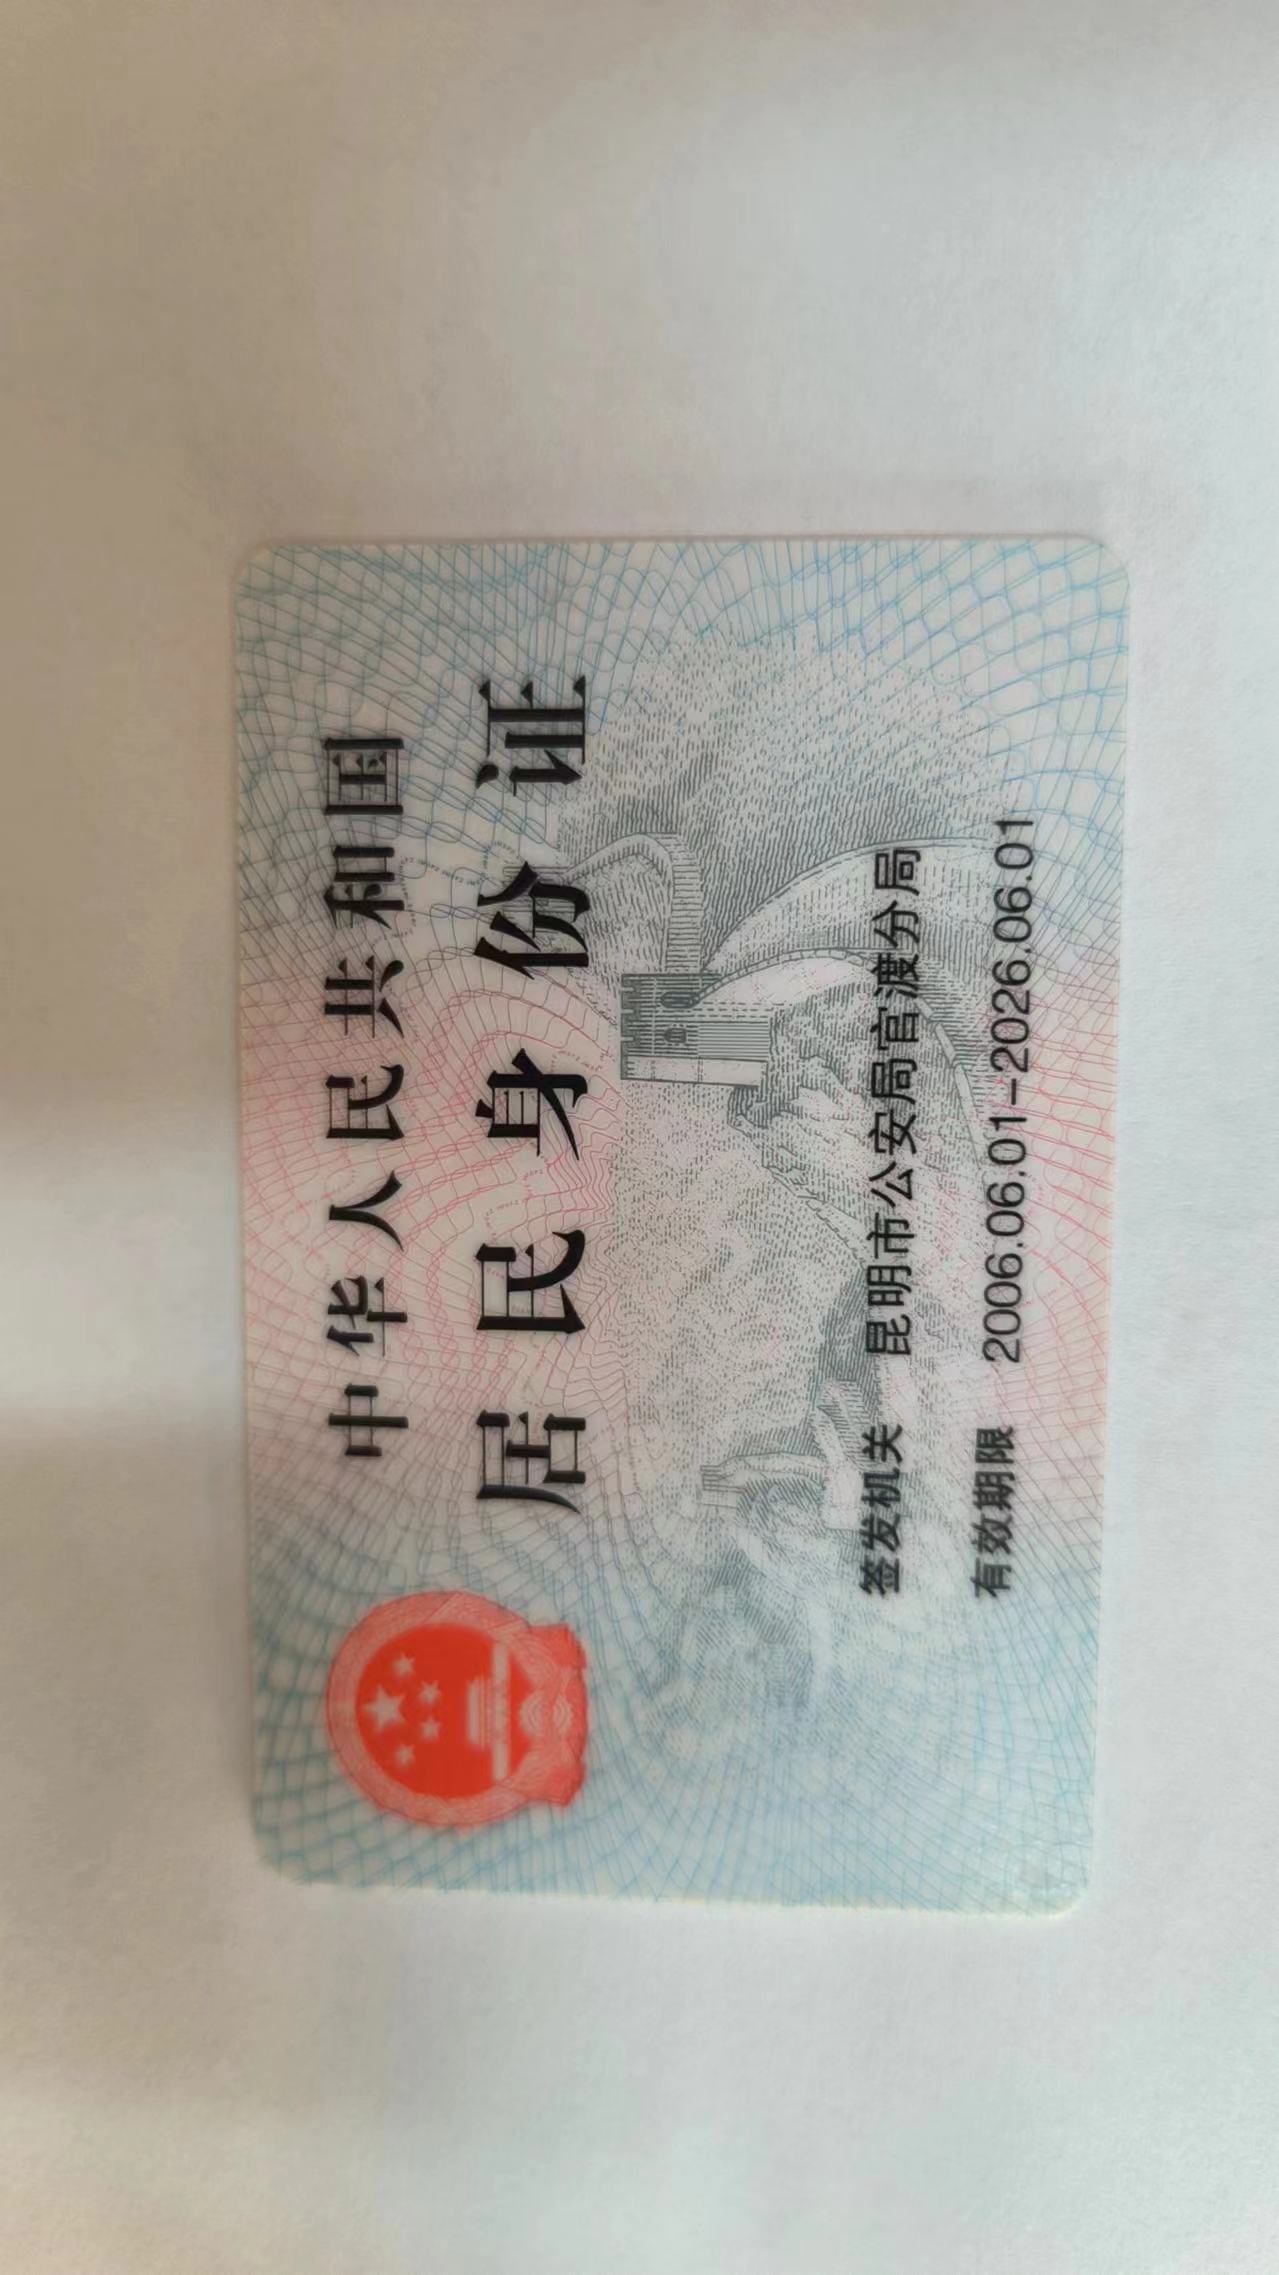 中华人民共和国
居民身份证
签发机关 昆明市公安局官渡分局
有效期限 2006.06.01-2026.06.01